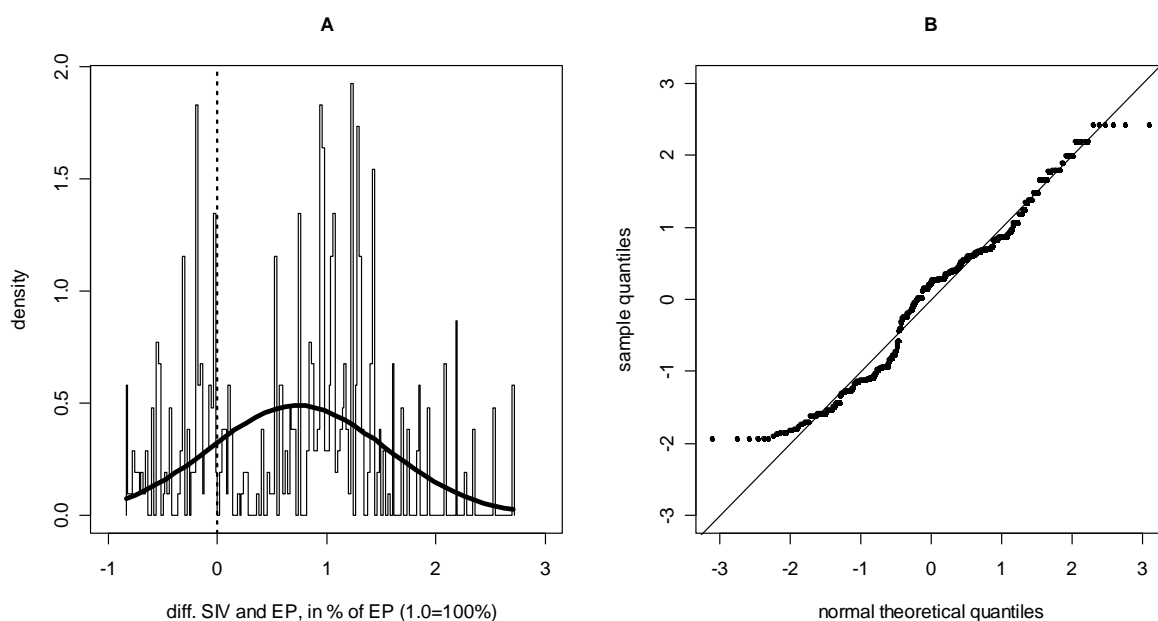 A
density
0.0
0.5
1.0
1.5
2.0
-1 0 1 2 3
diff. SIV and EP, in % of EP (1.0=100%)
B
sample quantiles
3
2
1
0
-1
-2
-3
-3 -2 -1 0 1 2 3
normal theoretical quantiles